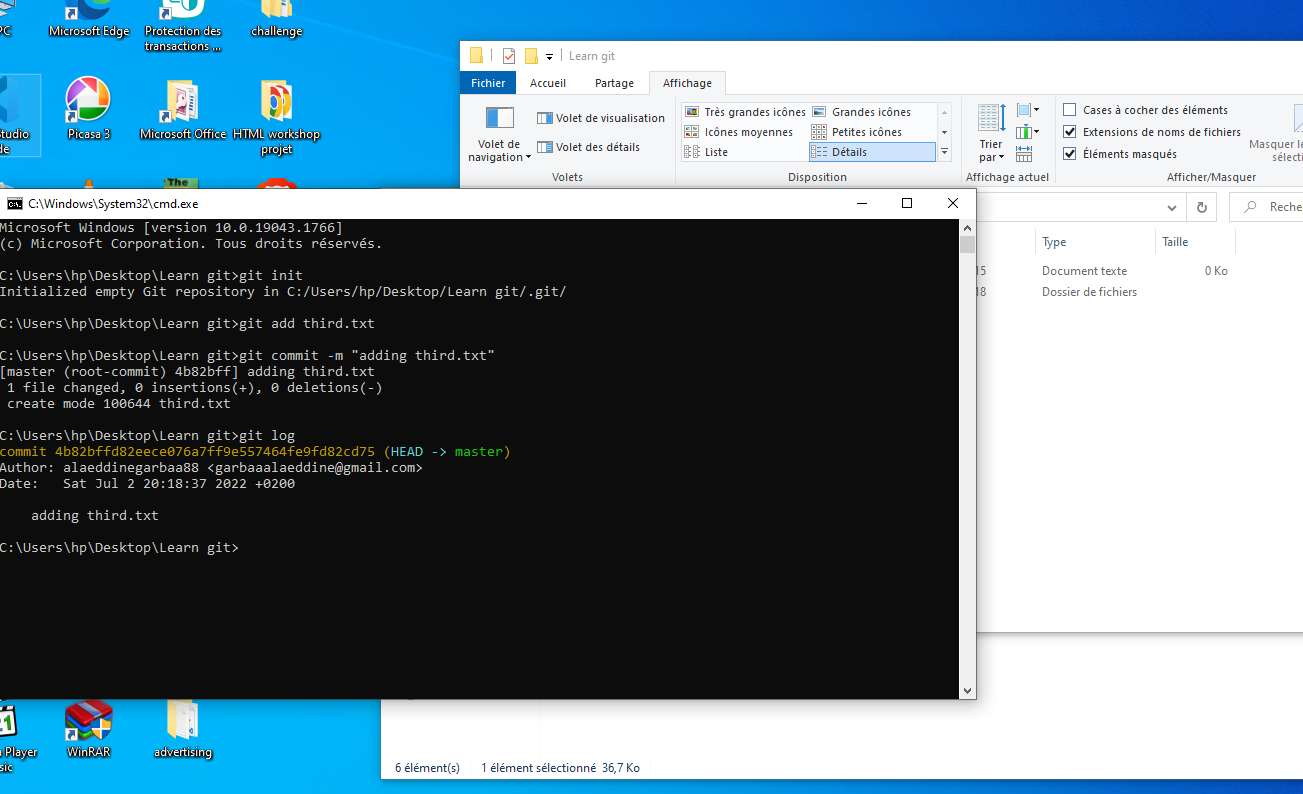 PC
Microsoft Edge
Protection des
transactions ...
challenge
Studio
de
Picasa 3
Microsoft Office
HTML workshop
projet
The
Learn git
Fichier
Accueil
Partage
Affichage
Volet de
navigation
Volet de visualisation
Volet des détails
Volets
Très grandes icônes
Grandes icônes
Icônes moyennes
Petites icônes
Liste
Détails
Disposition
Trier
par
Affichage actuel
Cases à cocher des éléments
Extensions de noms de fichiers
Éléments masqués
Masquer le
sélecti
Afficher/Masquer
Reche
Type
Taille
15
Document texte
0 Ko
18
Dossier de fichiers
C:\Windows\System32\cmd.exe
Microsoft Windows [version 10.0.19043.1766]
(c) Microsoft Corporation. Tous droits réservés.
C:\Users\hp\Desktop\Learn git>git init
Initialized empty Git repository in C:/Users/hp/Desktop/Learn git/.git/
C:\Users\hp\Desktop\Learn git>git add third.txt
C:\Users\hp\Desktop\Learn git>git commit -m "adding third.txt"
[master (root-commit) 4b82bff] adding third.txt
1 file changed, 0 insertions(+), 0 deletions(-)
create mode 100644 third.txt
C:\Users\hp\Desktop\Learn git>git log
commit 4b82bffd82eece076a7ff9e557464fe9fd82cd75 (HEAD -> master)
Author: alaeddinegarbaa88 <garbaaalaeddine@gmail.com>
Date:   Sat Jul 2 20:18:37 2022 +0200
adding third.txt
C:\Users\hp\Desktop\Learn git>
21
Player
sic
WinRAR
advertising
6 élément(s)
1 élément sélectionné 36,7 Ko